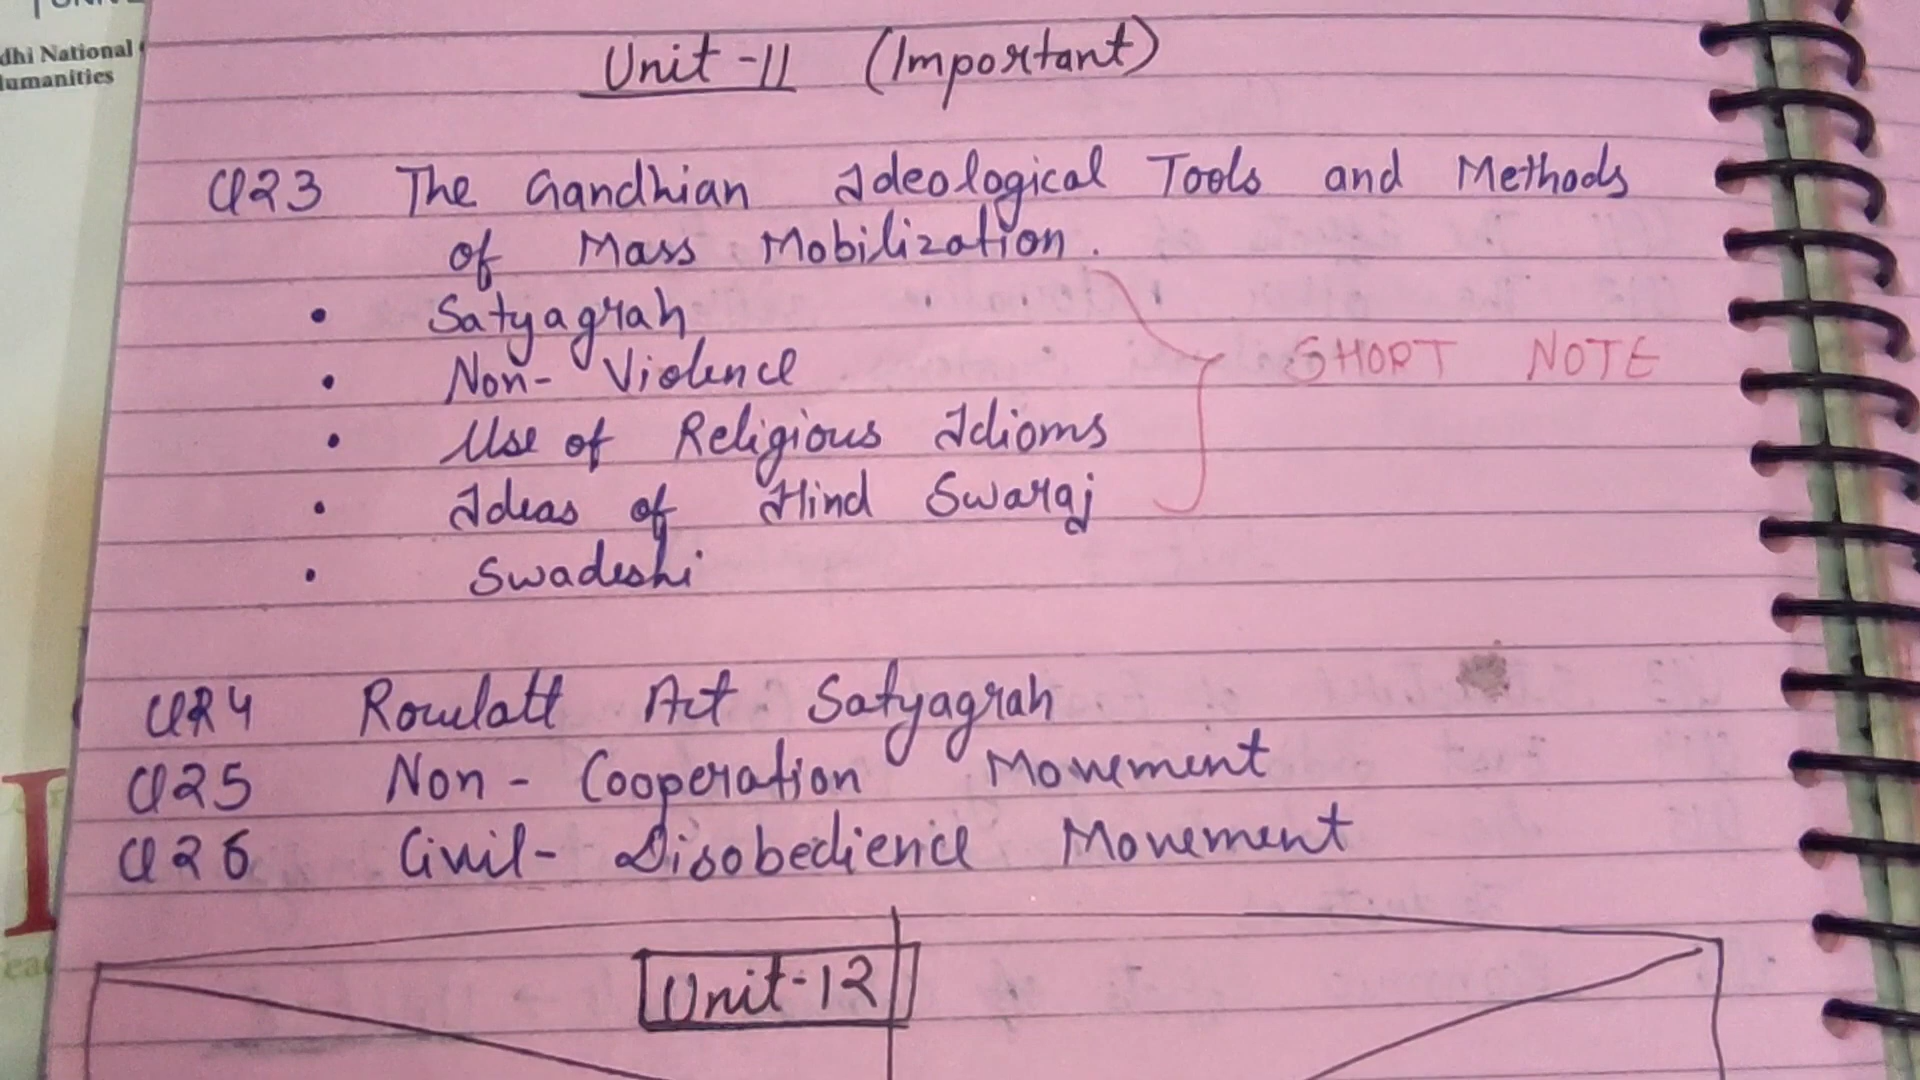 dhi National
umanities
Unit-11 (Important)
Q23 The Gandhian Ideological Tools and Methods
of Mass Mobilization.
• Satyagrah
• Non-Violence
SHORT NOTE
• Use of Religious Idioms
• Ideas of Hind Swaraj
• Swadeshi
Q24 Rowlatt Act Satyagrah
Q25 Non-Cooperation Movement
Q26 Civil-Disobedience Movement
Unit-12